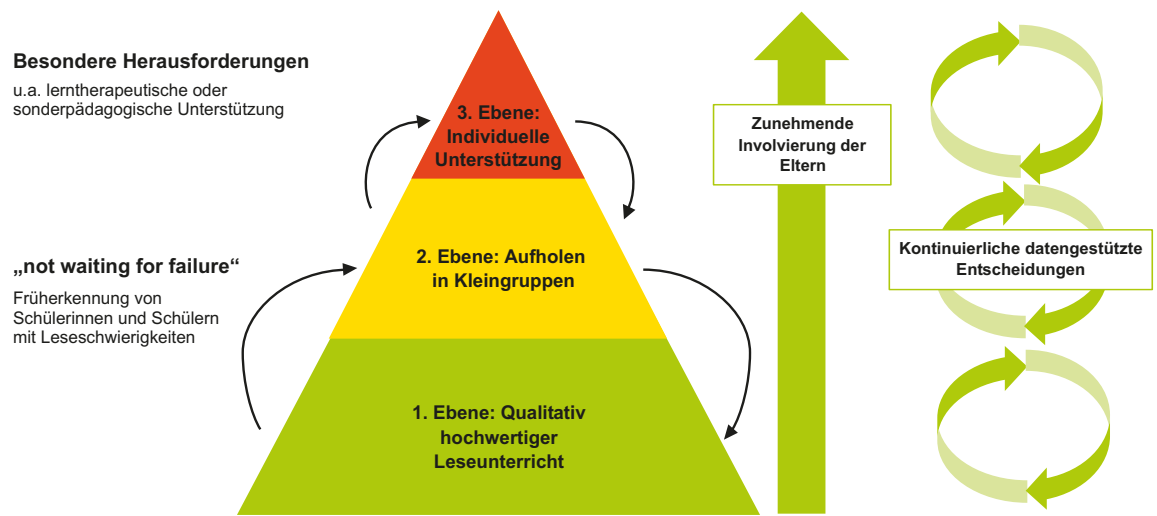 Besondere Herausforderungen
u.a. lerntherapeutische oder
sonderpädagogische Unterstützung
„not waiting for failure“
Früherkennung von
Schülerinnen und Schülern
mit Leseschwierigkeiten
3. Ebene:
Individuelle
Unterstützung
2. Ebene: Aufholen
in Kleingruppen
1. Ebene: Qualitativ
hochwertiger
Leseunterricht
Zunehmende
Involvierung der
Eltern
Kontinuierliche datengestützte
Entscheidungen